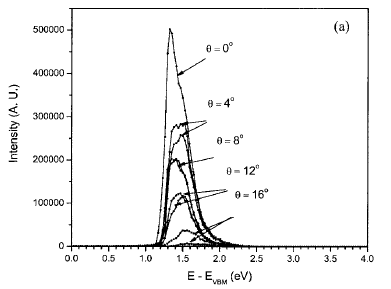 (a)
500000
400000
300000
200000
100000
0
Intensity (A. U.)
θ = 0°
θ = 4°
θ = 8°
θ = 12°
θ = 16°
0.0 0.5 1.0 1.5 2.0 2.5 3.0 3.5 4.0
E - E_VBM (eV)